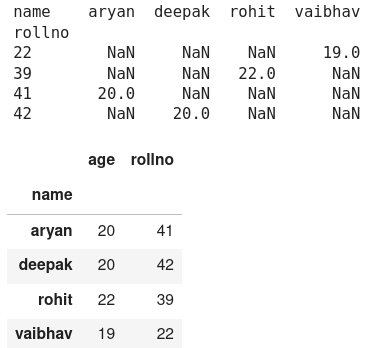 name aryan deepak rohit vaibhav
rollno
22 NaN NaN NaN 19.0
39 NaN NaN 22.0 NaN
41 20.0 NaN NaN NaN
42 NaN 20.0 NaN NaN
age rollno
name
aryan 20 41
deepak 20 42
rohit 22 39
vaibhav 19 22